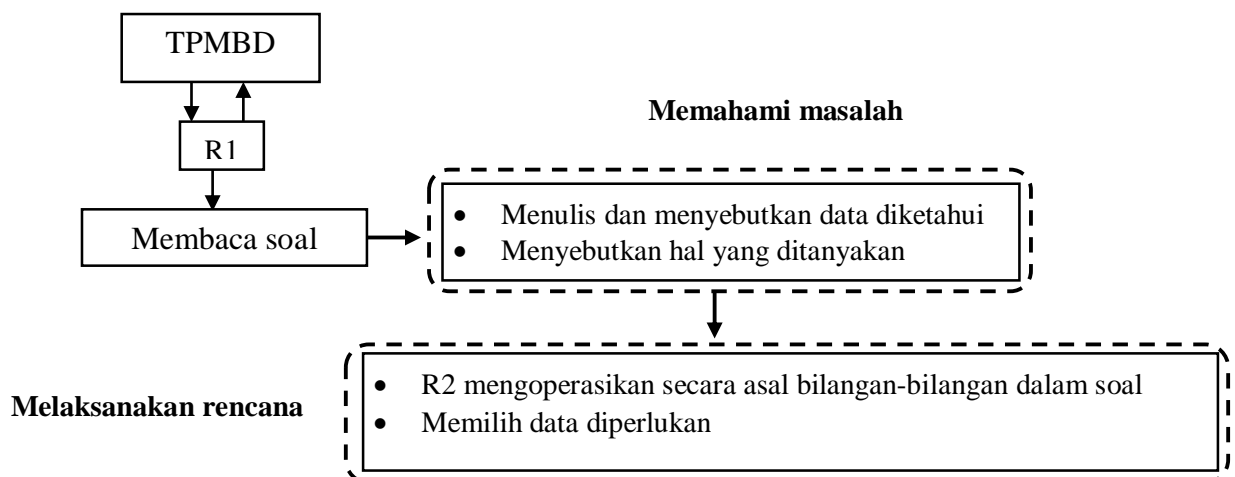 TPMBD
R1
Membaca soal
Memahami masalah
• Menulis dan menyebutkan data diketahui
• Menyebutkan hal yang ditanyakan
Melaksanakan rencana
• R2 mengoperasikan secara asal bilangan-bilangan dalam soal
• Memilih data diperlukan